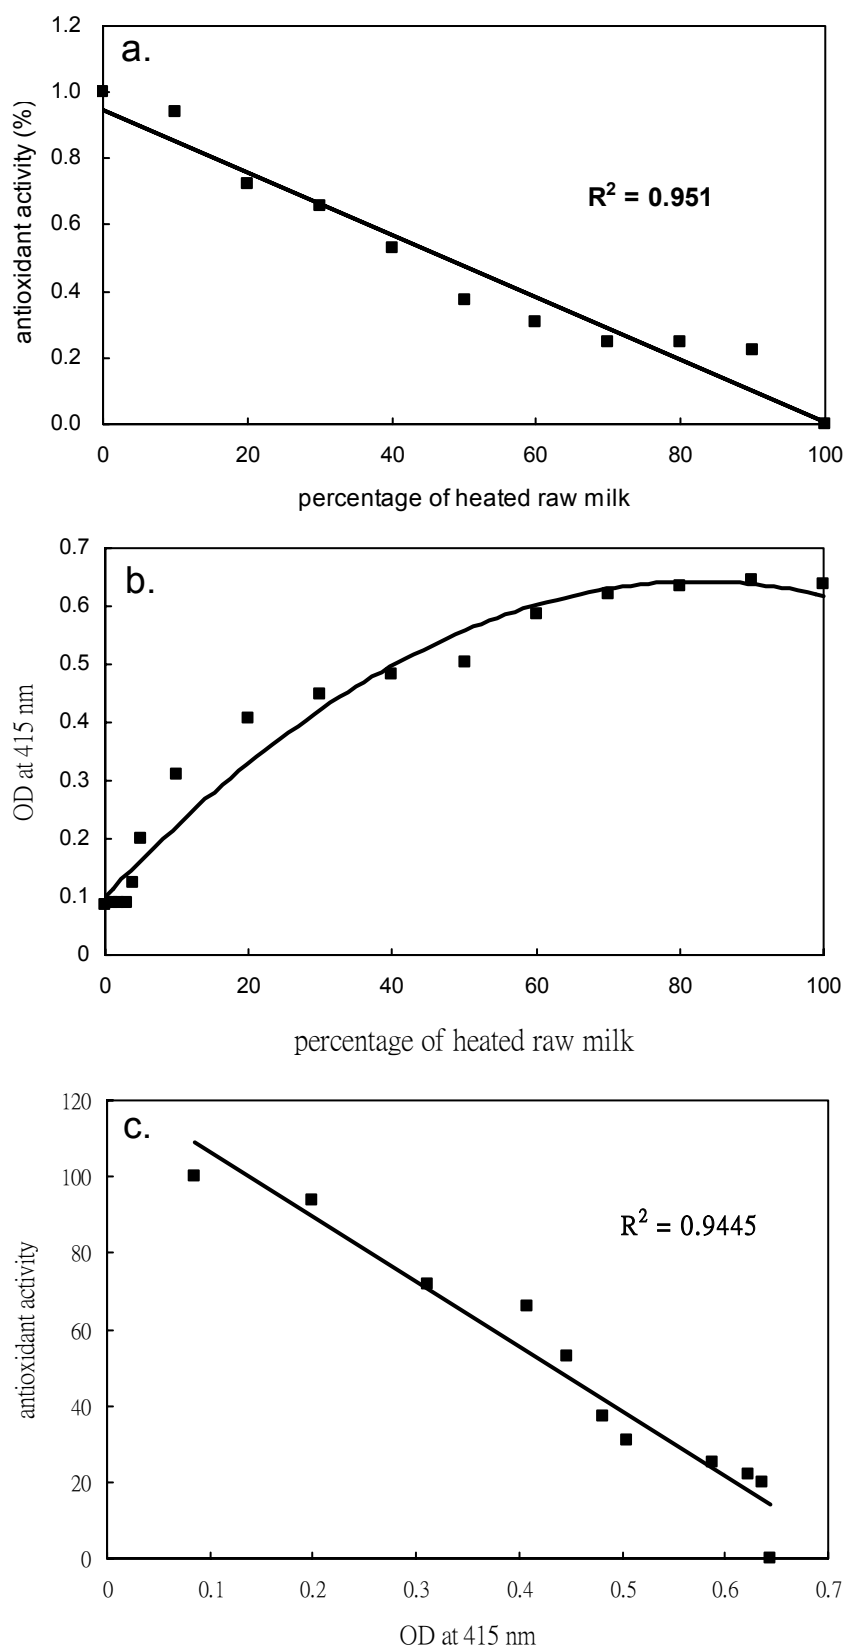 1.2
a.
1.0
0.8
0.6
0.4
0.2
0.0
antioxidant activity (%)
R² = 0.951
0 20 40 60 80 100
percentage of heated raw milk
0.7
b.
0.6
0.5
0.4
0.3
0.2
0.1
0
OD at 415 nm
0 20 40 60 80 100
percentage of heated raw milk
120
c.
100
80
60
40
20
0
antioxidant activity
R² = 0.9445
0 0.1 0.2 0.3 0.4 0.5 0.6 0.7
OD at 415 nm